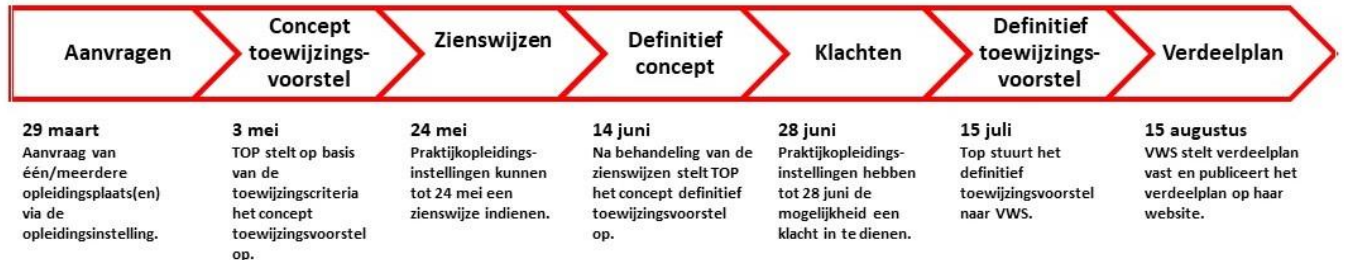 Aanvragen
Concept
toewijzings-
voorstel
Zienswijzen
Definitief
concept
Klachten
Definitief
toewijzings-
voorstel
Verdeelplan
29 maart
Aanvraag van
één/meerdere
opleidingsplaats(en)
via de
opleidingsinstelling.
3 mei
TOP stelt op basis
van de
toewijzingscriteria
het concept
toewijzingsvoorstel
op.
24 mei
Praktijkopleidings-
instellingen kunnen
tot 24 mei een
zienswijze indienen.
14 juni
Na behandeling van de
zienswijzen stelt TOP
het concept definitief
toewijzingsvoorstel
op.
28 juni
Praktijkopleidings-
instellingen hebben
tot 28 juni de
mogelijkheid een
klacht in te dienen.
15 juli
Top stuurt het
definitief
toewijzingsvoorstel
naar VWS.
15 augustus
VWS stelt verdeelplan
vast en publiceert het
verdeelplan op haar
website.